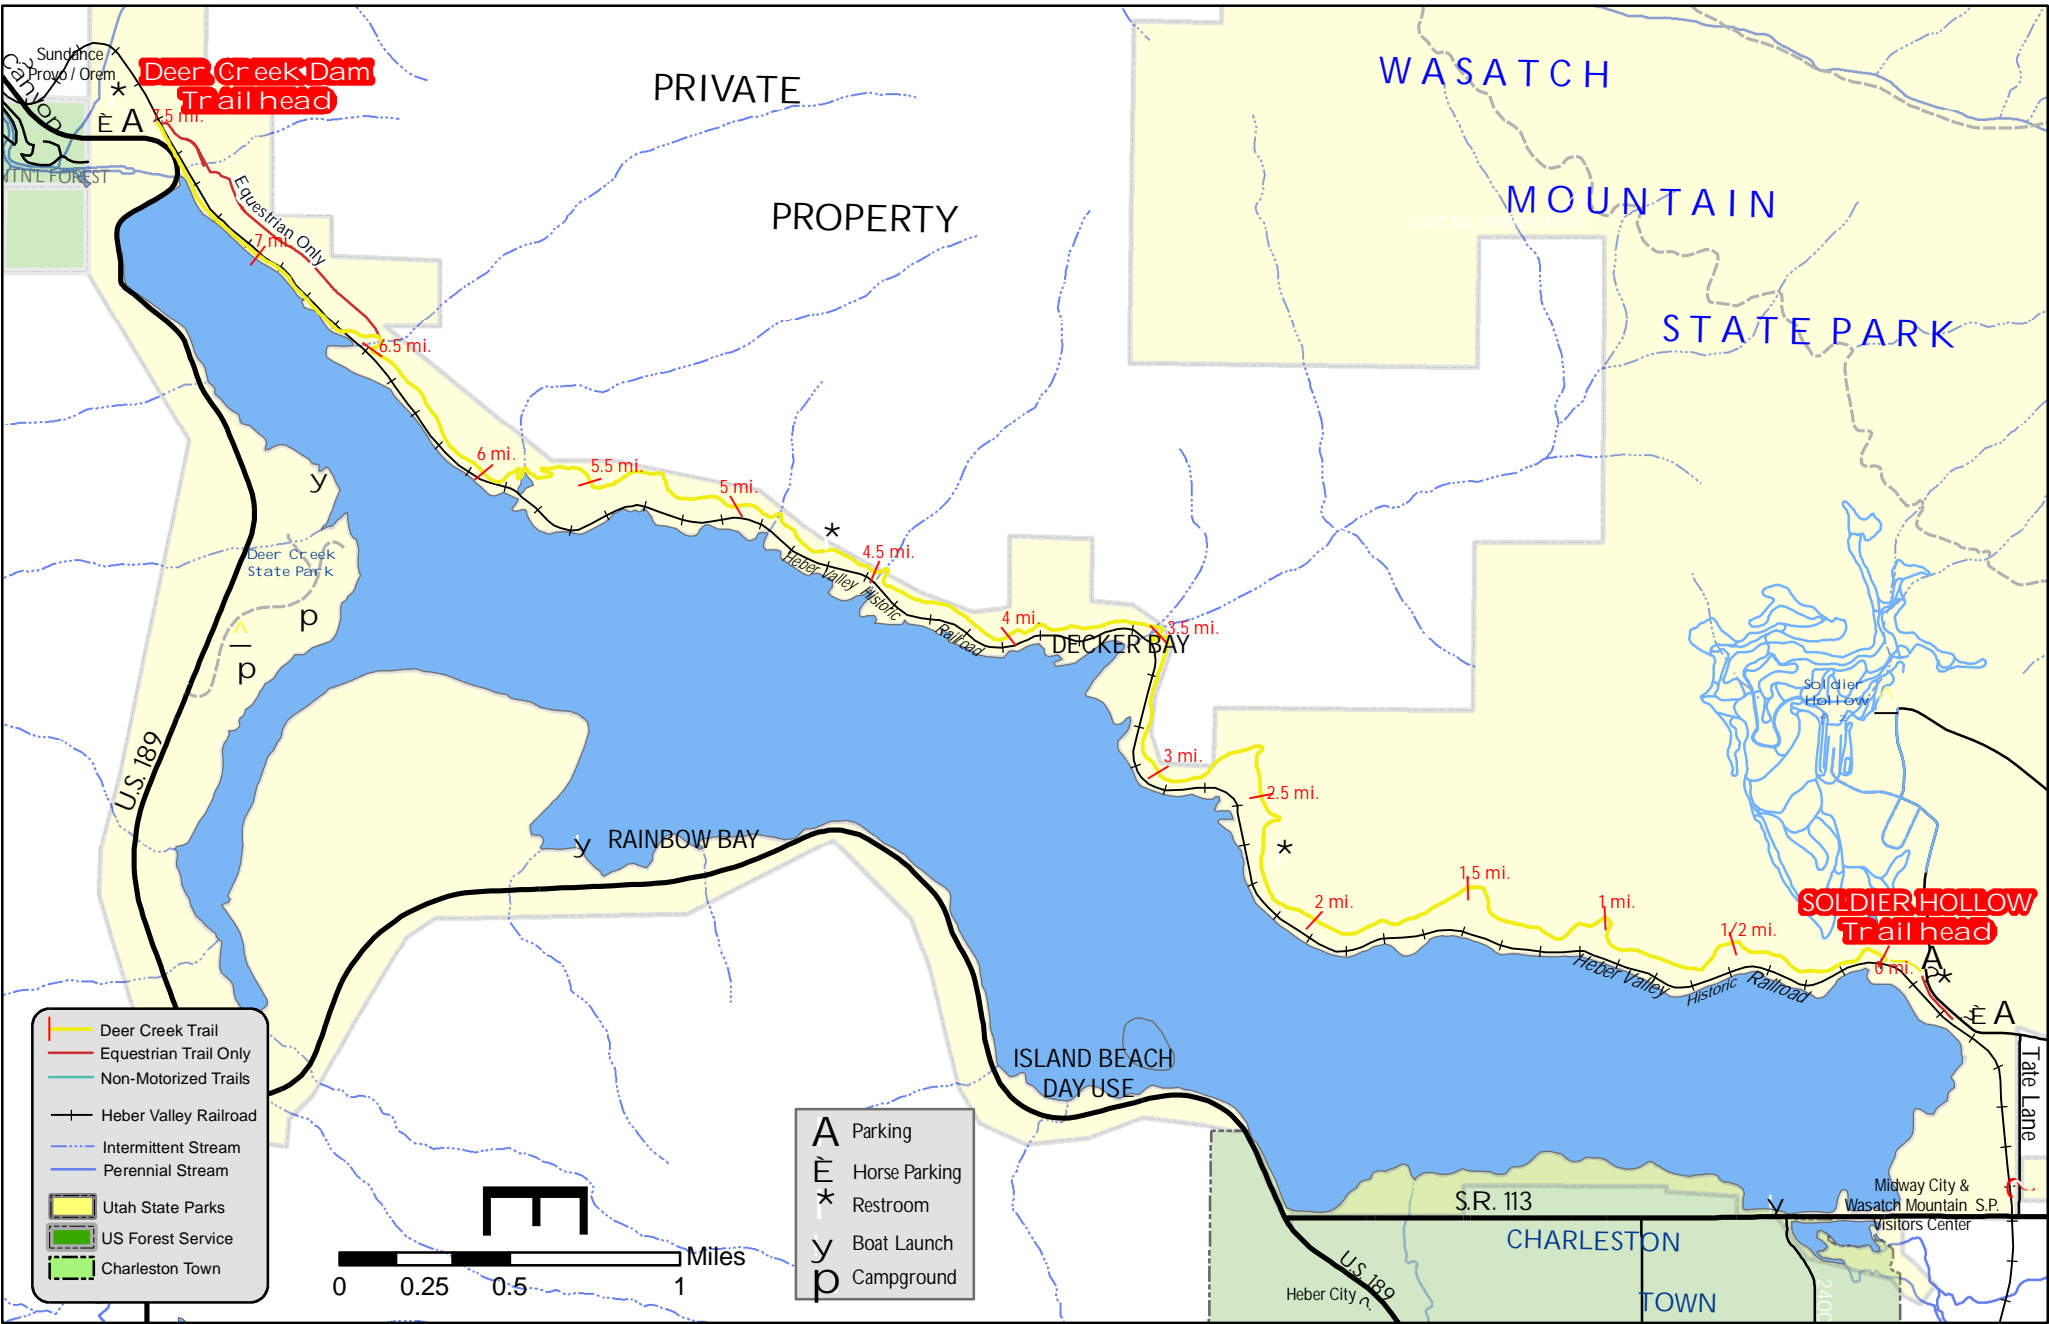 Sundance
Provo / Orem
Canyon
Deer Creek Dam
Trailhead
7.5 mi.
È A
*
NT'N'L FOREST
Equestrian Only
7 mi.
6.5 mi.
PRIVATE
PROPERTY
WASATCH
MOUNTAIN
STATE PARK
6 mi.
5.5 mi.
5 mi.
*
4.5 mi.
Heber Valley Historic Railroad
4 mi.
DECKER BAY
3.5 mi.
3 mi.
2.5 mi.
*
2 mi.
1.5 mi.
1 mi.
1/2 mi.
0 mi.
Heber Valley Historic Railroad
Soldier
Hollow
SOLDIER HOLLOW
Trailhead
A
*
È A
Tate Lane
y
Deer Creek
State Park
p
p
U.S. 189
y
RAINBOW BAY
ISLAND BEACH
DAY USE
S.R. 113
CHARLESTON
TOWN
U.S. 189
Heber City
y
Midway City &
Wasatch Mountain S.P.
Visitors Center
2400
Deer Creek Trail
Equestrian Trail Only
Non-Motorized Trails
Heber Valley Railroad
Intermittent Stream
Perennial Stream
Utah State Parks
US Forest Service
Charleston Town
Miles
0 0.25 0.5 1
A Parking
È Horse Parking
* Restroom
y Boat Launch
p Campground